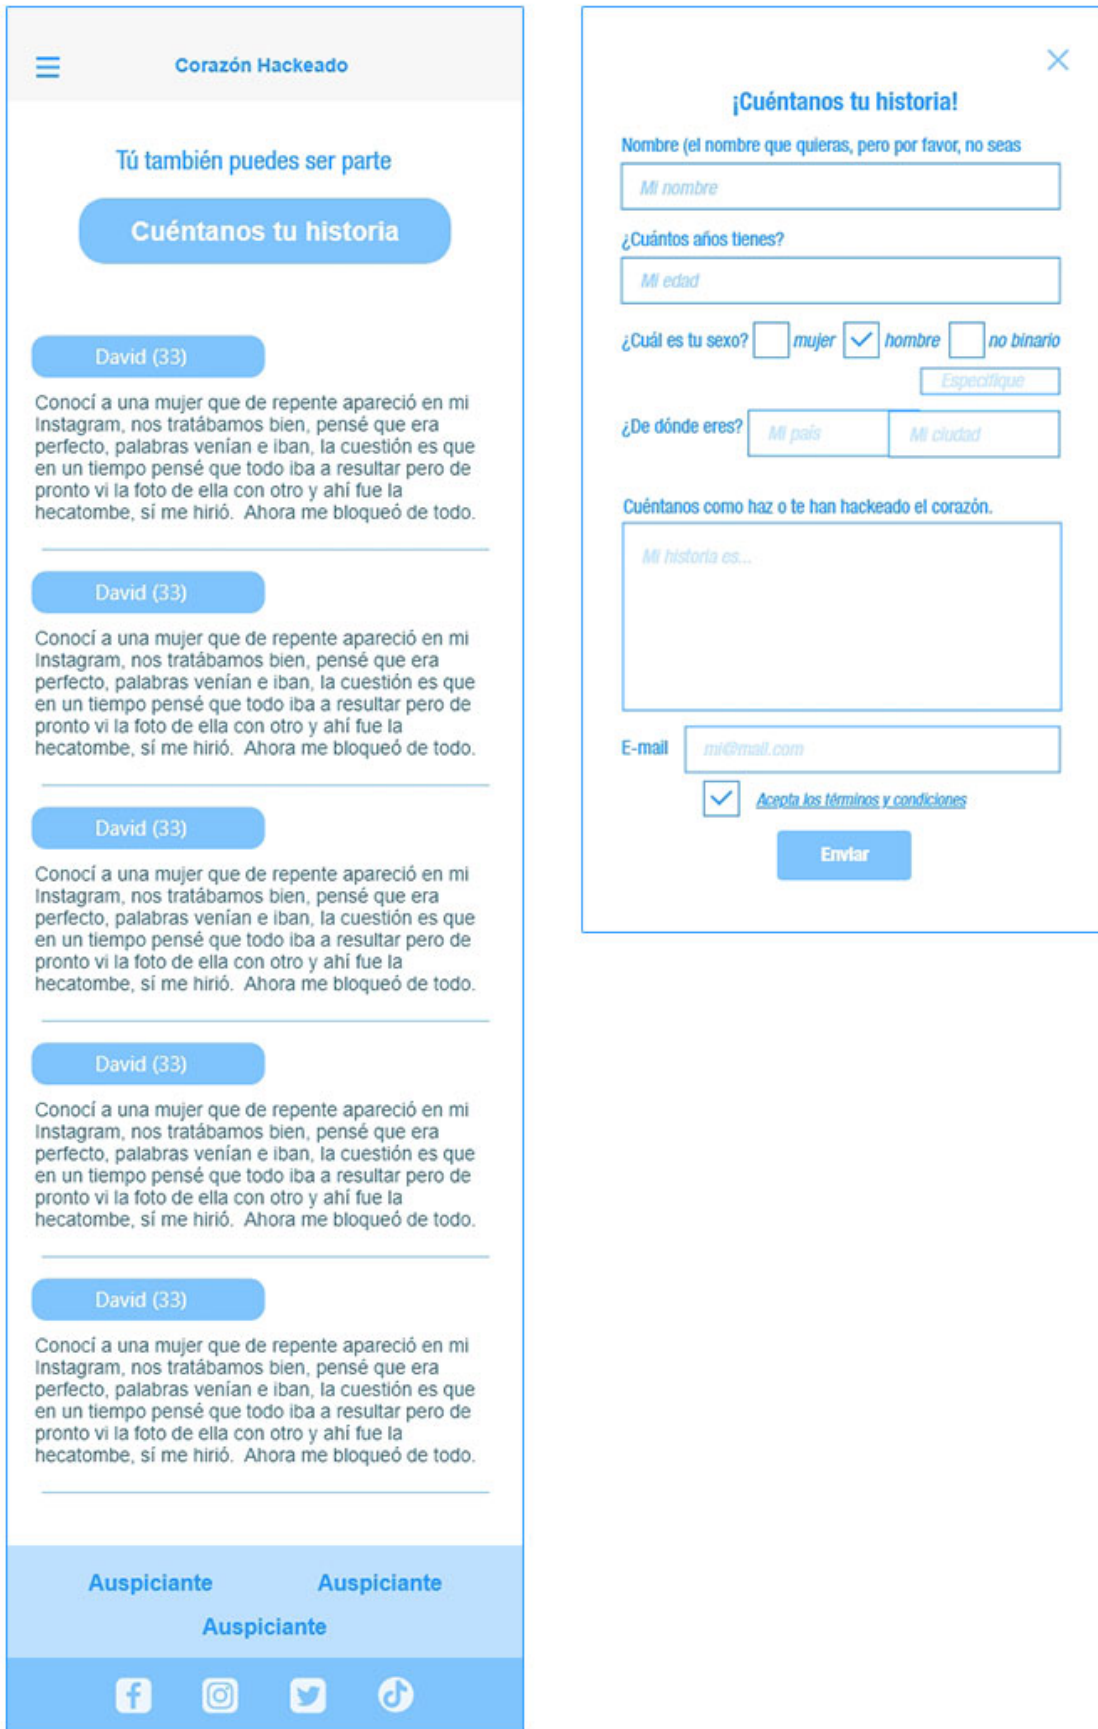 Corazón Hackeado
Tú también puedes ser parte
Cuéntanos tu historia
David (33)
Conocí a una mujer que de repente apareció en mi
Instagram, nos tratábamos bien, pensé que era
perfecto, palabras venían e iban, la cuestión es que
en un tiempo pensé que todo iba a resultar pero de
pronto vi la foto de ella con otro y ahí fue la
hecatombe, sí me hirió.  Ahora me bloqueó de todo.
David (33)
Conocí a una mujer que de repente apareció en mi
Instagram, nos tratábamos bien, pensé que era
perfecto, palabras venían e iban, la cuestión es que
en un tiempo pensé que todo iba a resultar pero de
pronto vi la foto de ella con otro y ahí fue la
hecatombe, sí me hirió.  Ahora me bloqueó de todo.
David (33)
Conocí a una mujer que de repente apareció en mi
Instagram, nos tratábamos bien, pensé que era
perfecto, palabras venían e iban, la cuestión es que
en un tiempo pensé que todo iba a resultar pero de
pronto vi la foto de ella con otro y ahí fue la
hecatombe, sí me hirió.  Ahora me bloqueó de todo.
David (33)
Conocí a una mujer que de repente apareció en mi
Instagram, nos tratábamos bien, pensé que era
perfecto, palabras venían e iban, la cuestión es que
en un tiempo pensé que todo iba a resultar pero de
pronto vi la foto de ella con otro y ahí fue la
hecatombe, sí me hirió.  Ahora me bloqueó de todo.
David (33)
Conocí a una mujer que de repente apareció en mi
Instagram, nos tratábamos bien, pensé que era
perfecto, palabras venían e iban, la cuestión es que
en un tiempo pensé que todo iba a resultar pero de
pronto vi la foto de ella con otro y ahí fue la
hecatombe, sí me hirió.  Ahora me bloqueó de todo.
Auspiciante Auspiciante
Auspiciante
¡Cuéntanos tu historia!
Nombre (el nombre que quieras, pero por favor, no seas
Mi nombre
¿Cuántos años tienes?
Mi edad
¿Cuál es tu sexo? mujer hombre no binario
Especifique
¿De dónde eres? Mi país Mi ciudad
Cuéntanos como haz o te han hackeado el corazón.
Mi historia es...
E-mail mi@mail.com
Acepta los términos y condiciones
Enviar